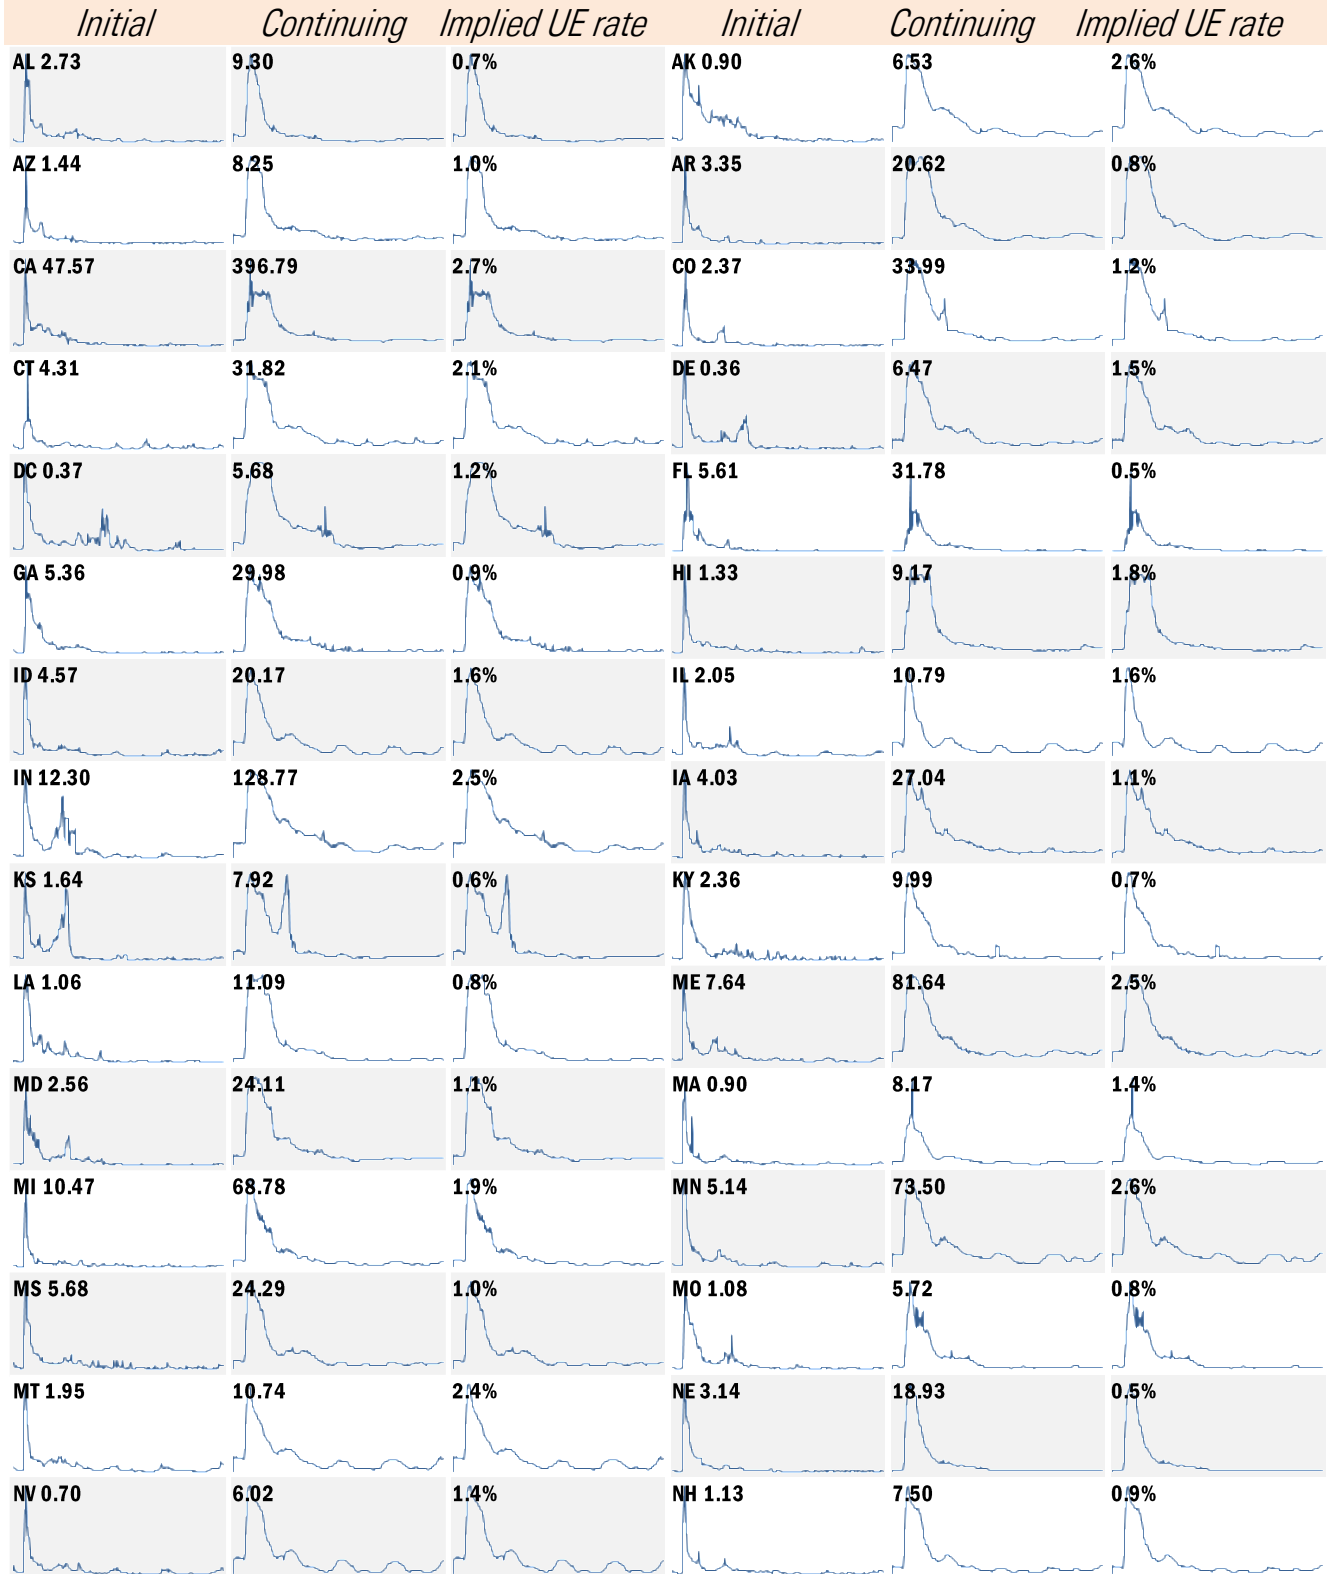 Initial Continuing Implied UE rate Initial Continuing Implied UE rate
AL 2.73 9.30 0.7% AK 0.90 6.53 2.6%
AZ 1.44 8.25 1.0% AR 3.35 20.62 0.8%
CA 47.57 396.79 2.7% CO 2.37 33.99 1.2%
CT 4.31 31.82 2.1% DE 0.36 6.47 1.5%
DC 0.37 5.68 1.2% FL 5.61 31.78 0.5%
GA 5.36 29.98 0.9% HI 1.33 9.17 1.8%
ID 4.57 20.17 1.6% IL 2.05 10.79 1.6%
IN 12.30 128.77 2.5% IA 4.03 27.04 1.1%
KS 1.64 7.92 0.6% KY 2.36 9.99 0.7%
LA 1.06 11.09 0.8% ME 7.64 81.64 2.5%
MD 2.56 24.11 1.1% MA 0.90 8.17 1.4%
MI 10.47 68.78 1.9% MN 5.14 73.50 2.6%
MS 5.68 24.29 1.0% MO 1.08 5.72 0.8%
MT 1.95 10.74 2.4% NE 3.14 18.93 0.5%
NV 0.70 6.02 1.4% NH 1.13 7.50 0.9%